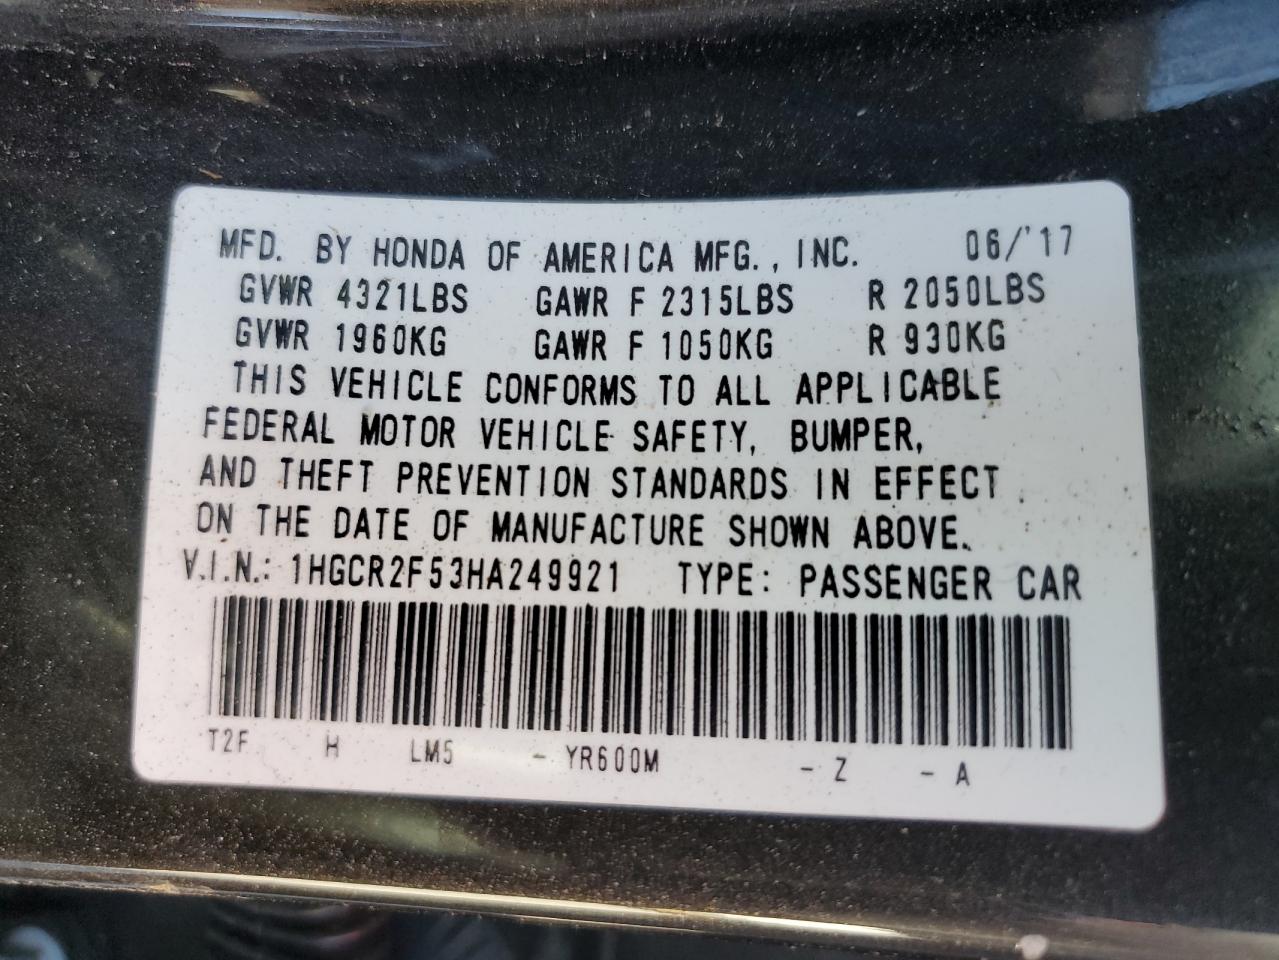 MFD. BY HONDA OF AMERICA MFG., INC. 06/'17
GVWR 4321LBS GAWR F 2315LBS R 2050LBS
GVWR 1960KG GAWR F 1050KG R 930KG
THIS VEHICLE CONFORMS TO ALL APPLICABLE
FEDERAL MOTOR VEHICLE SAFETY, BUMPER,
AND THEFT PREVENTION STANDARDS IN EFFECT
ON THE DATE OF MANUFACTURE SHOWN ABOVE.
V.I.N.: 1HGCR2F53HA249921 TYPE: PASSENGER CAR
T2F H LM5 - YR600M - Z - A